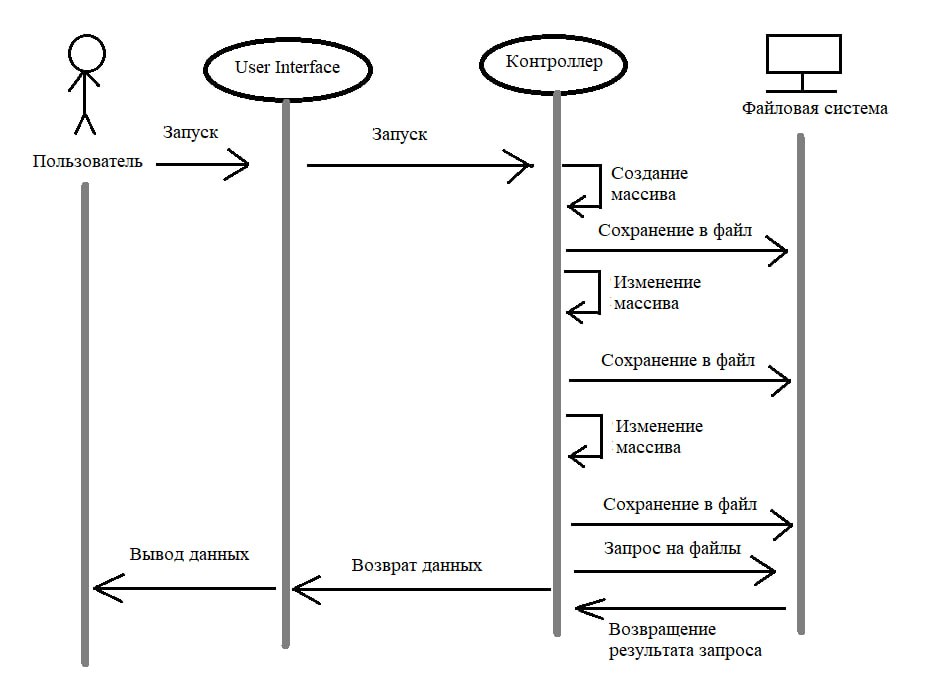 User Interface
Контроллер
Файловая система
Запуск
Запуск
Пользователь
Создание
массива
Сохранение в файл
Изменение
массива
Сохранение в файл
Изменение
массива
Сохранение в файл
Запрос на файлы
Вывод данных
Возврат данных
Возвращение
результата запроса